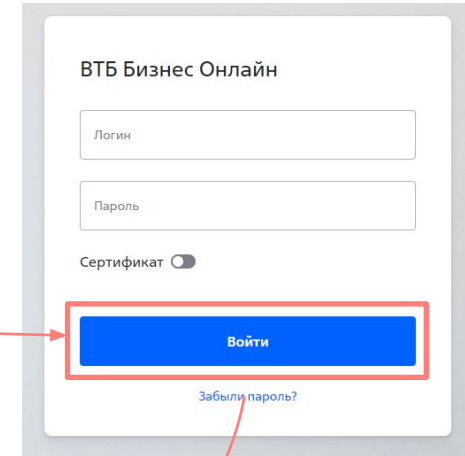 ВТБ Бизнес Онлайн
Логин
Пароль
Сертификат
Войти
Забыли пароль?